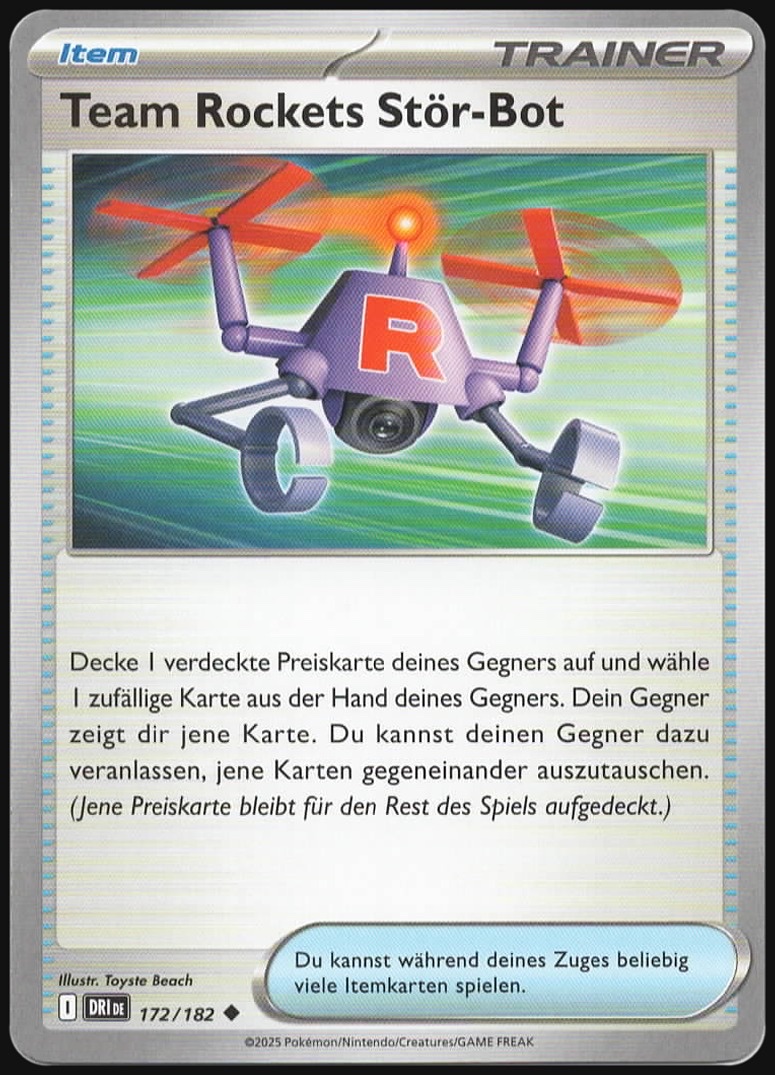 Item
TRAINER
Team Rockets Stör-Bot
R
Decke 1 verdeckte Preiskarte deines Gegners auf und wähle
1 zufällige Karte aus der Hand deines Gegners. Dein Gegner
zeigt dir jene Karte. Du kannst deinen Gegner dazu
veranlassen, jene Karten gegeneinander auszutauschen.
(Jene Preiskarte bleibt für den Rest des Spiels aufgedeckt.)
Du kannst während deines Zuges beliebig
viele Itemkarten spielen.
Illustr. Toyste Beach
I DRI DE 172/182
©2025 Pokémon/Nintendo/Creatures/GAME FREAK